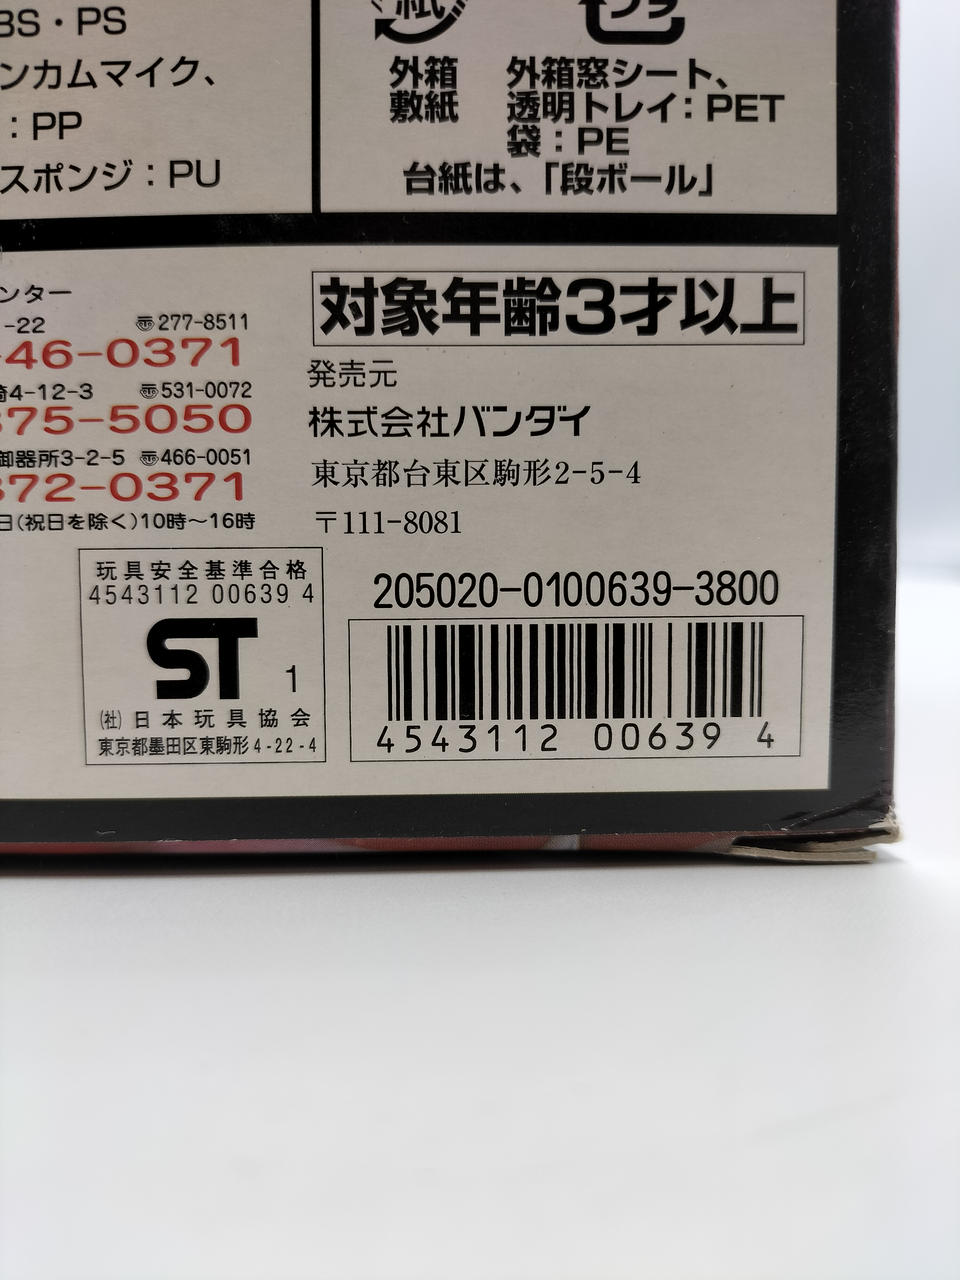 BS・PS
ンカムマイク、
：PP
スポンジ：PU
紙
プラ
外箱
敷紙
外箱窓シート、
透明トレイ：PET
袋：PE
台紙は、「段ボール」
ンター
-22 〠277-8511
-46-0371
4-12-3 〠531-0072
375-5050
御器所3-2-5 〠466-0051
372-0371
日(祝日を除く)10時〜16時
対象年齢3才以上
発売元
株式会社バンダイ
東京都台東区駒形2-5-4
〒111-8081
玩具安全基準合格
4543112 00639 4
ST 1
(社)日本玩具協会
東京都墨田区東駒形4-22-4
205020-0100639-3800
4543112 00639 4